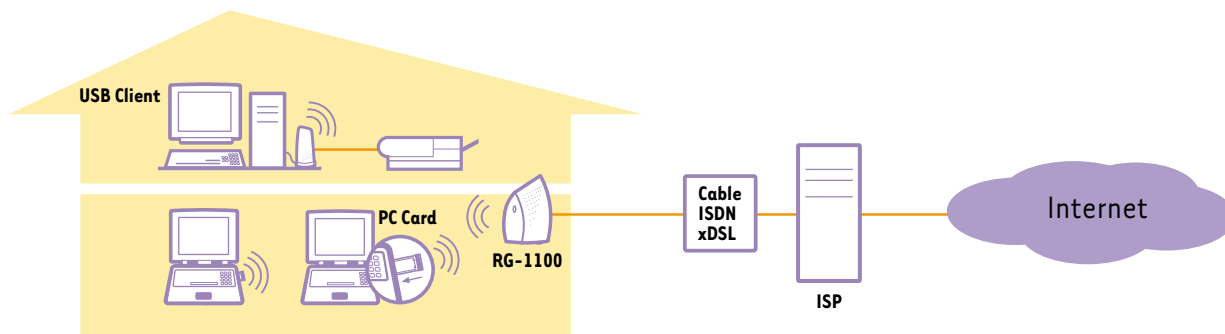 USB Client
PC Card
RG-1100
Cable
ISDN
xDSL
ISP
Internet